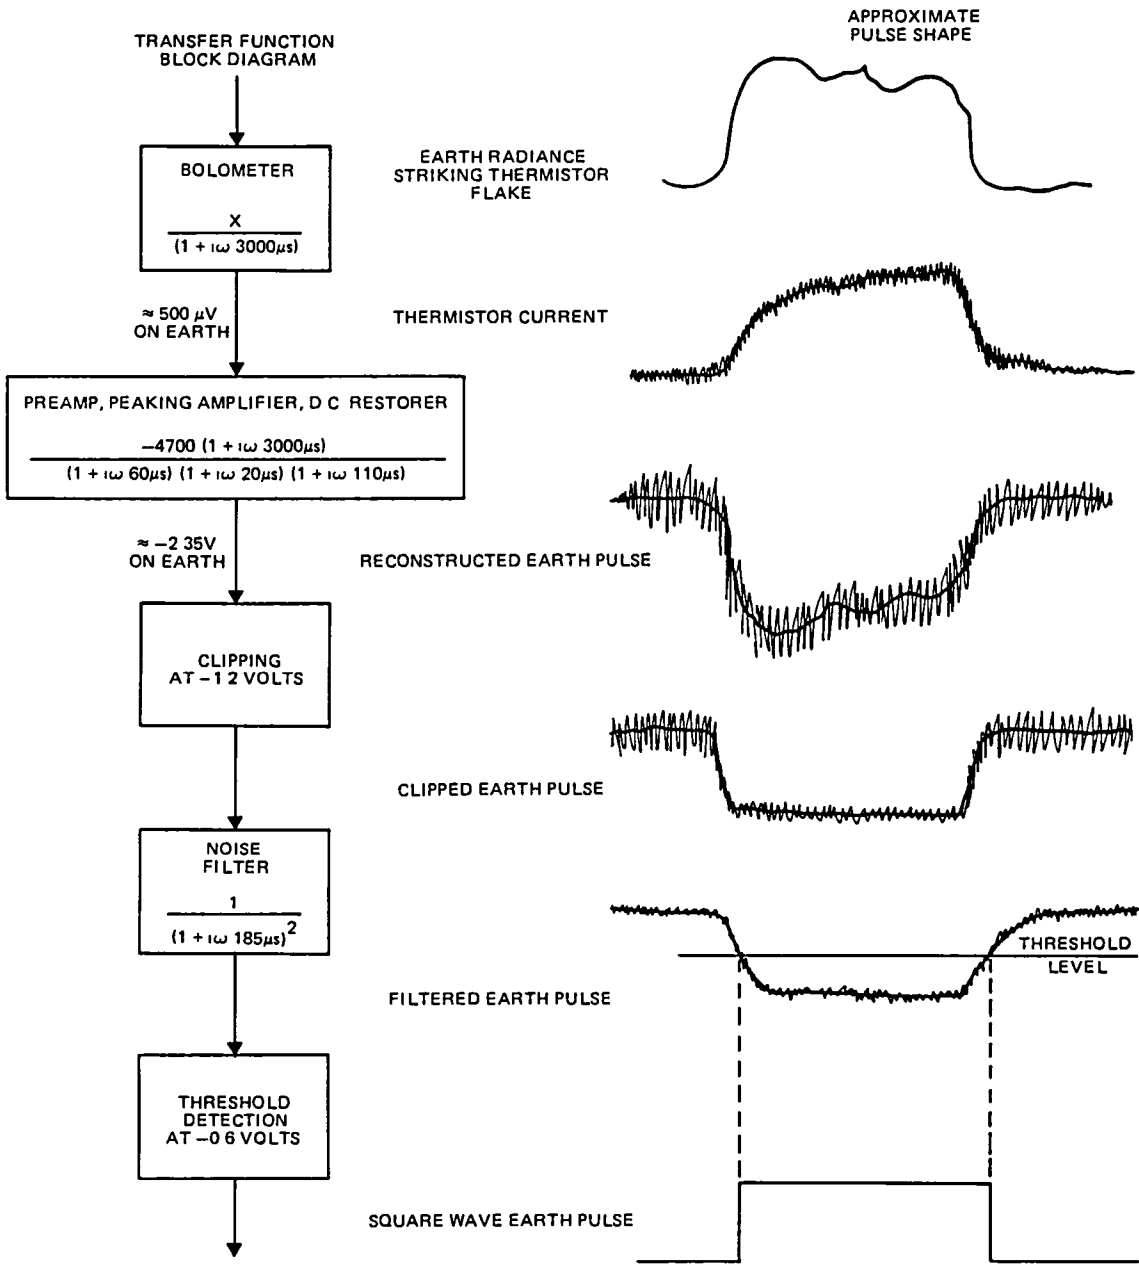 TRANSFER FUNCTION
BLOCK DIAGRAM
APPROXIMATE
PULSE SHAPE
BOLOMETER
X
(1 + ιω 3000μs)
EARTH RADIANCE
STRIKING THERMISTOR
FLAKE
≈ 500 μV
ON EARTH
THERMISTOR CURRENT
PREAMP, PEAKING AMPLIFIER, D C RESTORER
−4700 (1 + ιω 3000μs)
(1 + ιω 60μs) (1 + ιω 20μs) (1 + ιω 110μs)
≈ −2 35V
ON EARTH
RECONSTRUCTED EARTH PULSE
CLIPPING
AT −1 2 VOLTS
CLIPPED EARTH PULSE
NOISE
FILTER
1
(1 + ιω 185μs)²
THRESHOLD
LEVEL
FILTERED EARTH PULSE
THRESHOLD
DETECTION
AT −0 6 VOLTS
SQUARE WAVE EARTH PULSE